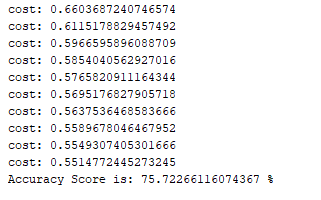 cost: 0.6603687240746574
cost: 0.6115178829457492
cost: 0.5966595896088709
cost: 0.5854040562927016
cost: 0.5765820911164344
cost: 0.5695176827905718
cost: 0.5637536468583666
cost: 0.5589678046467952
cost: 0.5549307405301666
cost: 0.5514772445273245
Accuracy Score is: 75.72266116074367 %